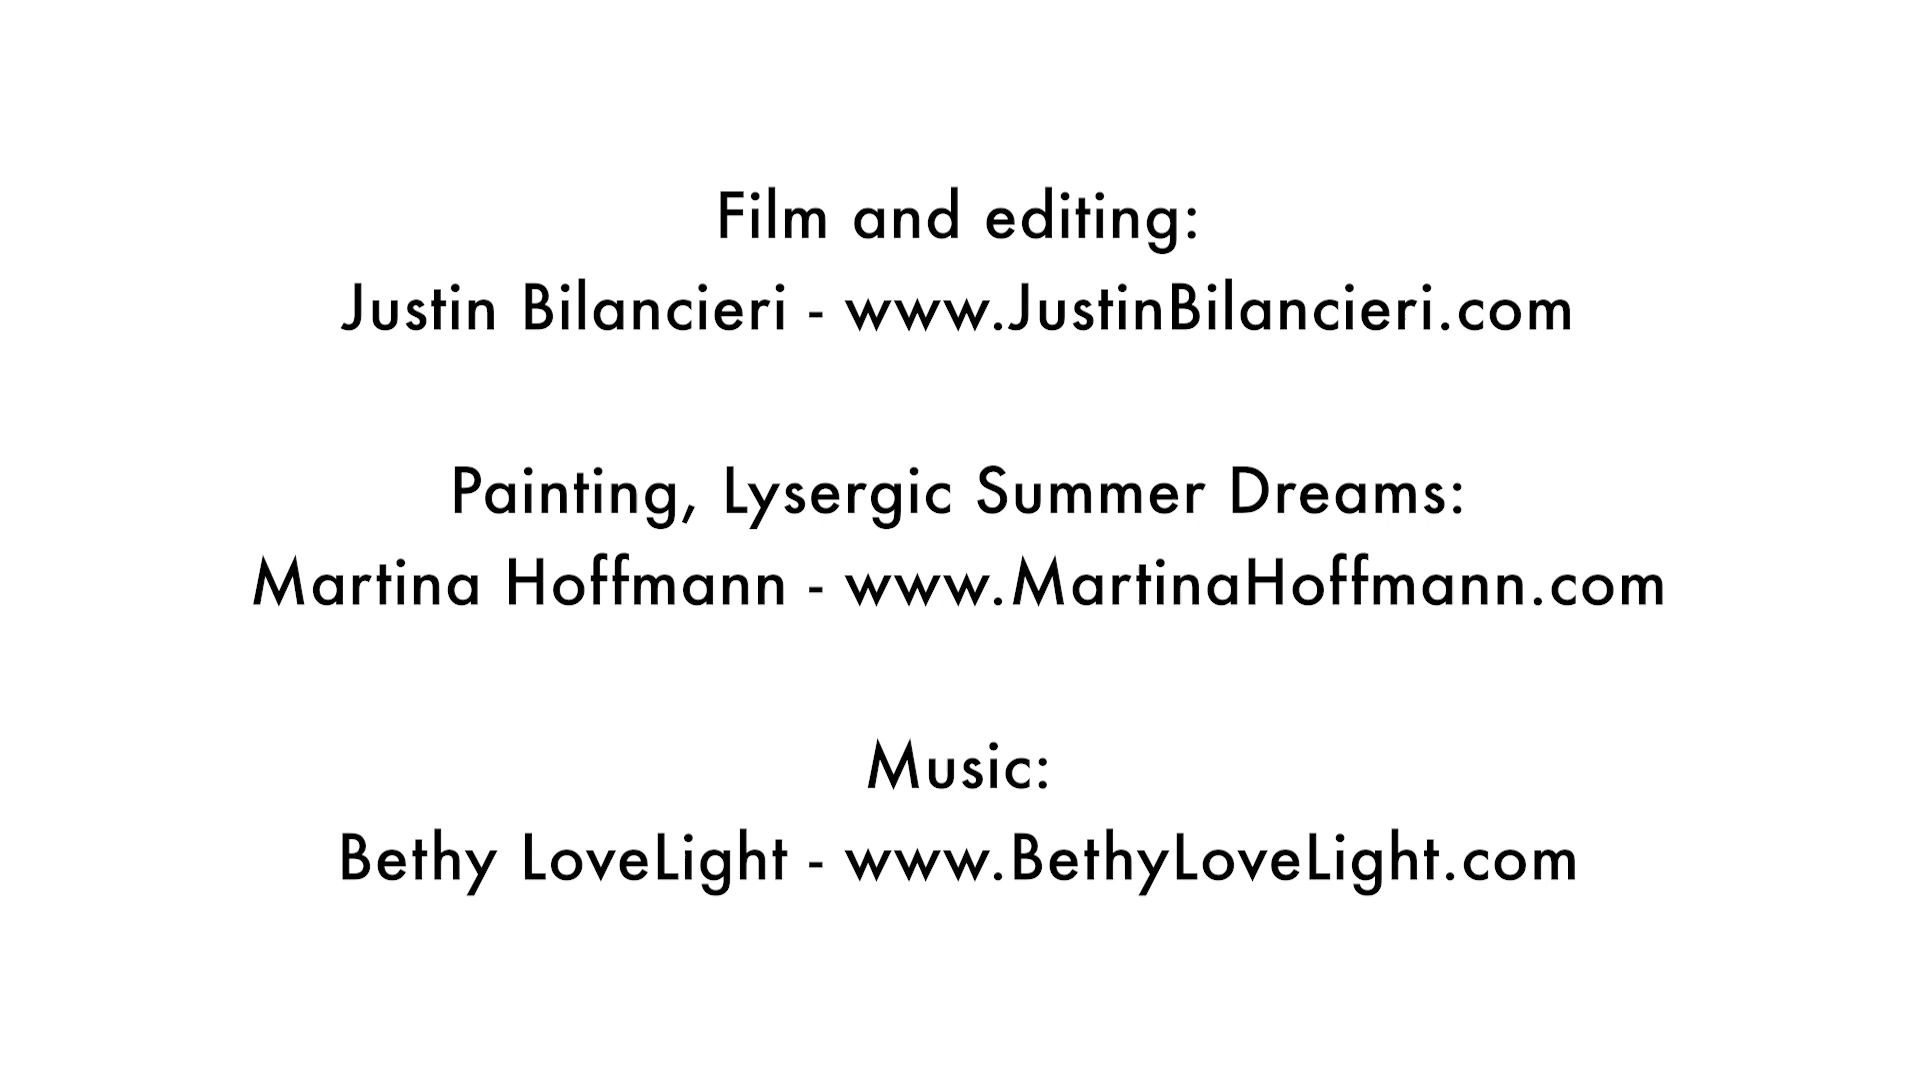 Film and editing:
Justin Bilancieri - www.JustinBilancieri.com
Painting, Lysergic Summer Dreams:
Martina Hoffmann - www.MartinaHoffmann.com
Music:
Bethy LoveLight - www.BethyLoveLight.com